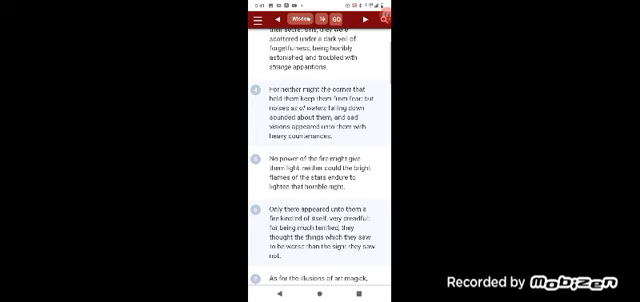 5:41
Wisdom
GO
their secret sins, they were
scattered under a dark veil of
forgetfulness, being horribly
astonished, and troubled with
strange apparitions.
4 For neither might the corner that
held them keep them from fear: but
noises as of waters falling down
sounded about them, and sad
visions appeared unto them with
heavy countenances.
5 No power of the fire might give
them light: neither could the bright
flames of the stars endure to
lighten that horrible night.
6 Only there appeared unto them a
fire kindled of itself, very dreadful:
for being much terrified, they
thought the things which they saw
to be worse than the sight they saw
not.
7 As for the illusions of art magick,
Recorded by mobizen